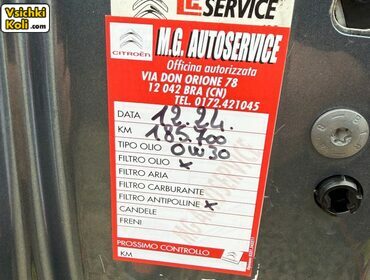 Vsichki
Koli.com
SERVICE
CITROËN
M.G. AUTOSERVICE
Officina autorizzata
VIA DON ORIONE 78
12 042 BRA (CN)
TEL. 0172.421045
DATA 12.24.
KM 185.700
TIPO OLIO 0W30
FILTRO OLIO x
FILTRO ARIA
FILTRO CARBURANTE
FILTRO ANTIPOLLINE x
CANDELE
FRENI
PROSSIMO CONTROLLO
KM